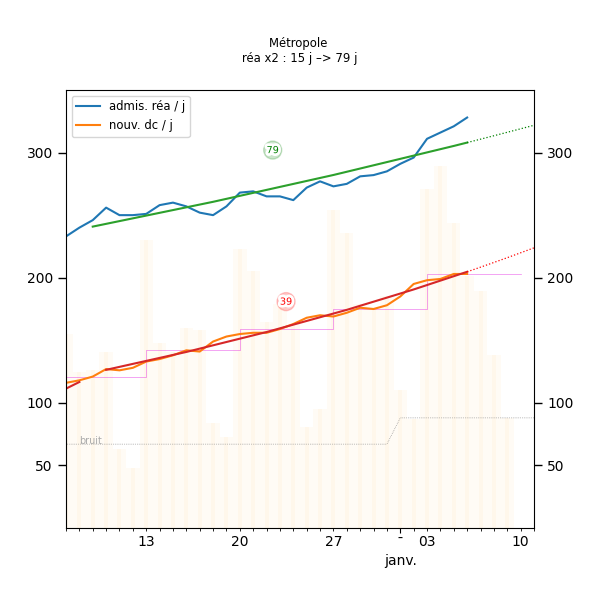 Métropole
réa x2 : 15 j –> 79 j
admis. réa / j
nouv. dc / j
79
300
300
200
200
39
100
100
bruit
50
50
13
20
27
-
03
10
janv.